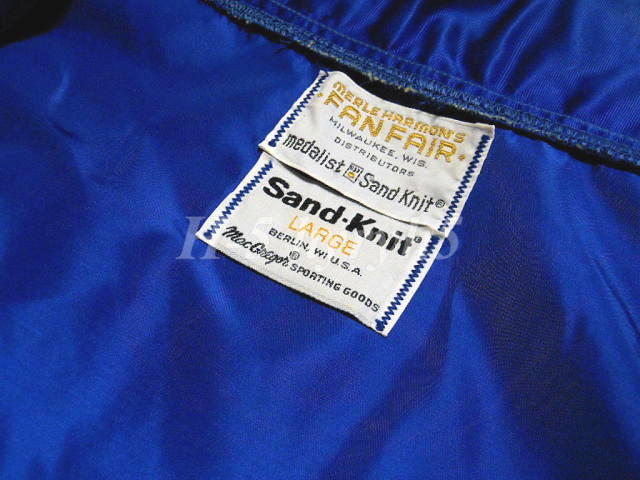 MERLE HARMON'S
FAN FAIR
MILWAUKEE, WIS.
DISTRIBUTORS
medalist Sand Knit®
Sand-Knit®
LARGE
BERLIN, WI U.S.A.
®
MacGregor SPORTING GOODS